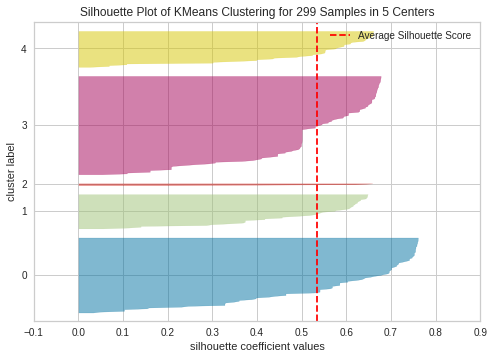 Silhouette Plot of KMeans Clustering for 299 Samples in 5 Centers
Average Silhouette Score
cluster label
4
3
2
1
0
−0.1 0.0 0.1 0.2 0.3 0.4 0.5 0.6 0.7 0.8 0.9
silhouette coefficient values